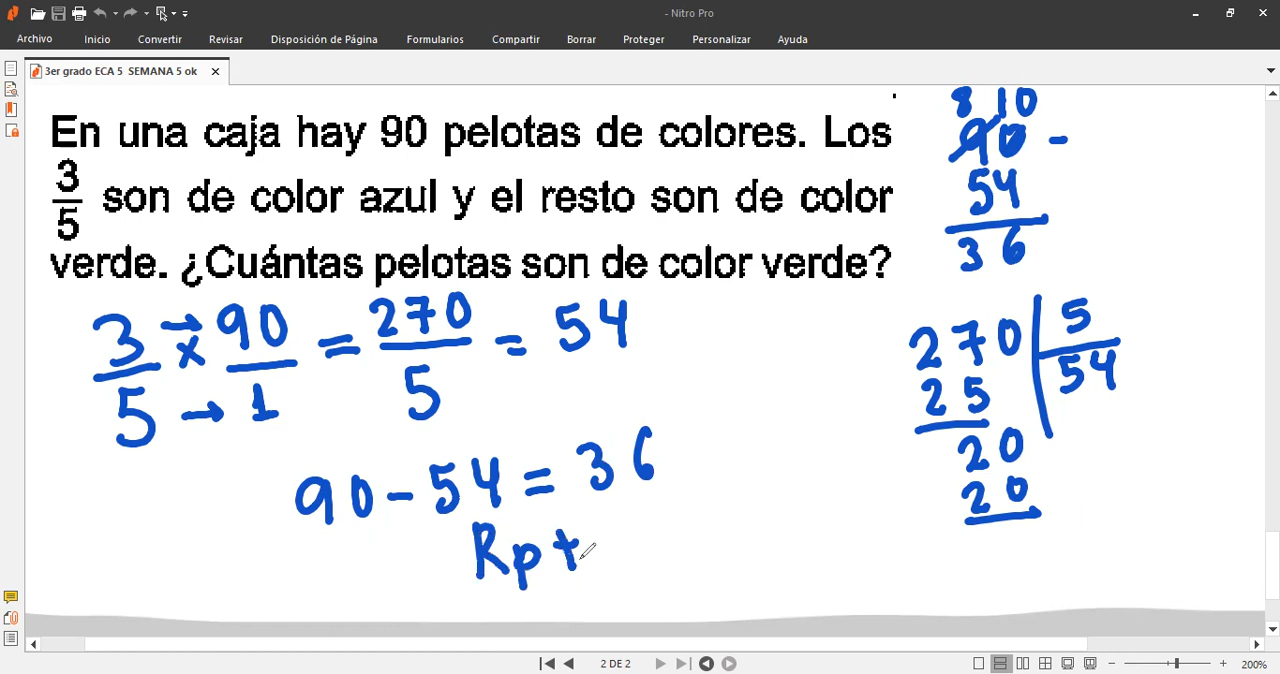 - Nitro Pro
Archivo Inicio Convertir Revisar Disposición de Página Formularios Compartir Borrar Proteger Personalizar Ayuda
3er grado ECA 5 SEMANA 5 ok
En una caja hay 90 pelotas de colores. Los
3/5 son de color azul y el resto son de color
verde. ¿Cuántas pelotas son de color verde?
3/5 → x → 90/1 = 270/5 = 54
90 - 54 = 36
Rpt
8 10
90 -
54
36
270 | 5
25 54
20
20
2 DE 2
200%